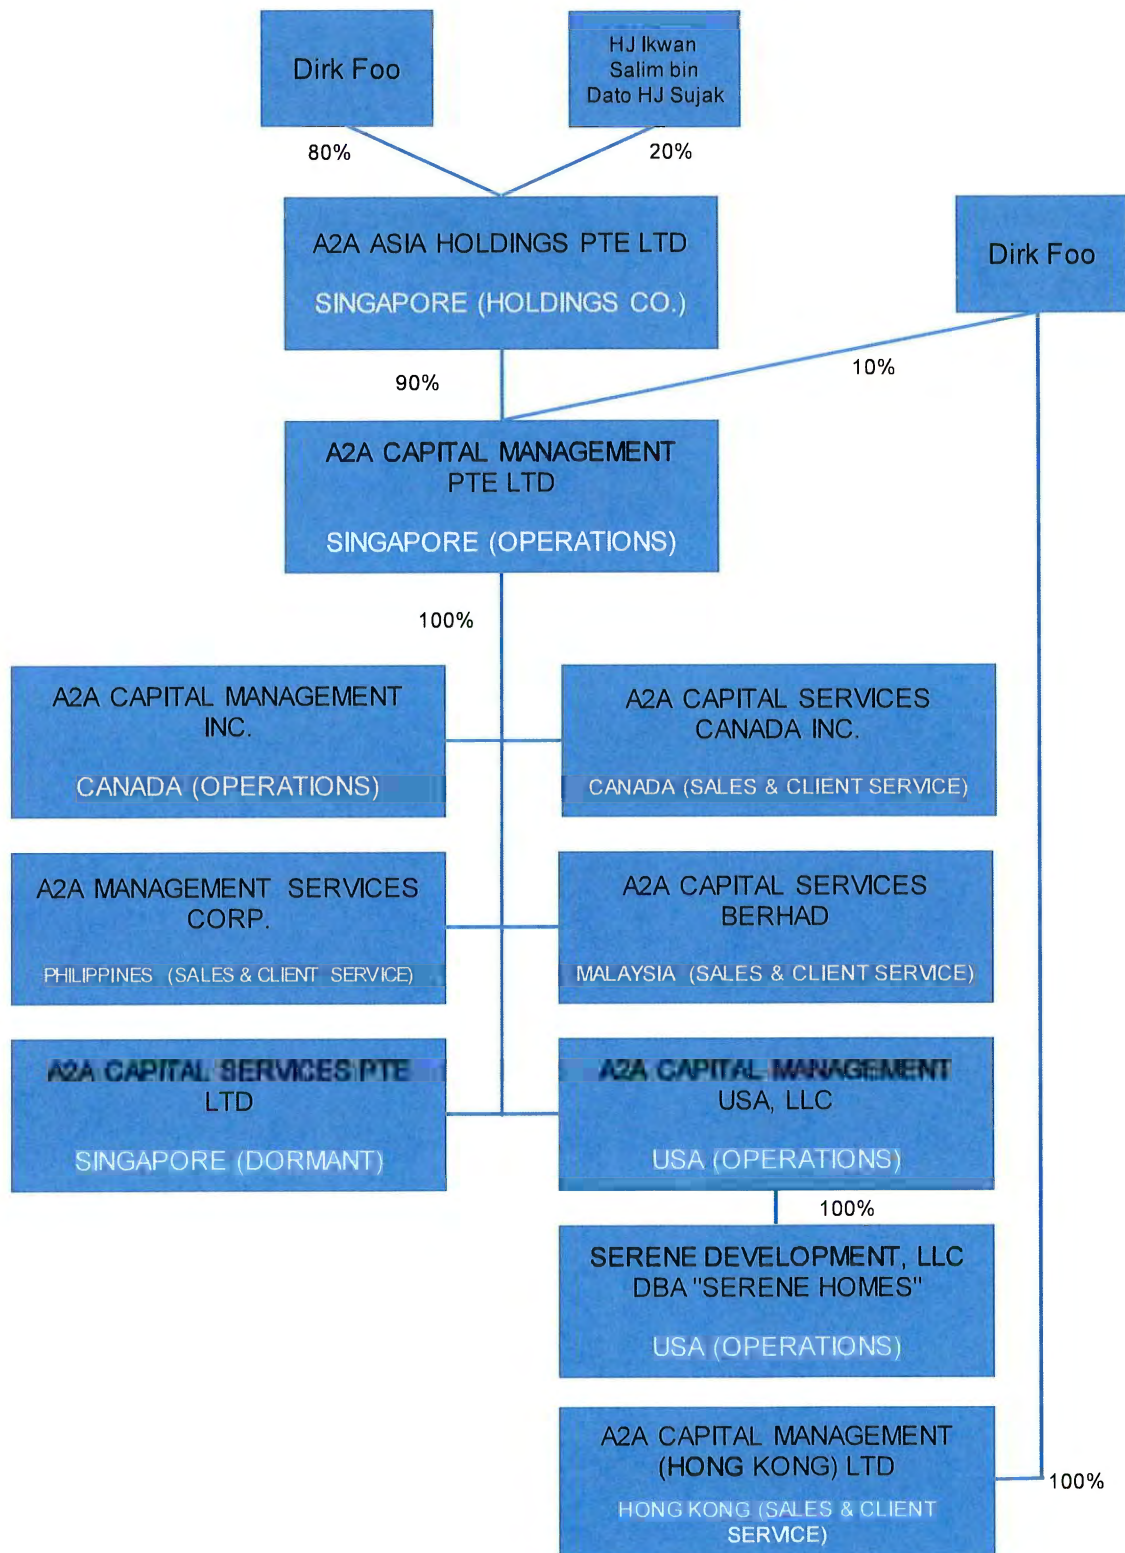 Dirk Foo
HJ Ikwan
Salim bin
Dato HJ Sujak
80%
20%
A2A ASIA HOLDINGS PTE LTD
SINGAPORE (HOLDINGS CO.)
Dirk Foo
90%
10%
A2A CAPITAL MANAGEMENT
PTE LTD
SINGAPORE (OPERATIONS)
100%
A2A CAPITAL MANAGEMENT
INC.
CANADA (OPERATIONS)
A2A CAPITAL SERVICES
CANADA INC.
CANADA (SALES & CLIENT SERVICE)
A2A MANAGEMENT SERVICES
CORP.
PHILIPPINES (SALES & CLIENT SERVICE)
A2A CAPITAL SERVICES
BERHAD
MALAYSIA (SALES & CLIENT SERVICE)
A2A CAPITAL SERVICES PTE
LTD
SINGAPORE (DORMANT)
A2A CAPITAL MANAGEMENT
USA, LLC
USA (OPERATIONS)
100%
SERENE DEVELOPMENT, LLC
DBA "SERENE HOMES"
USA (OPERATIONS)
A2A CAPITAL MANAGEMENT
(HONG KONG) LTD
HONG KONG (SALES & CLIENT
SERVICE)
100%